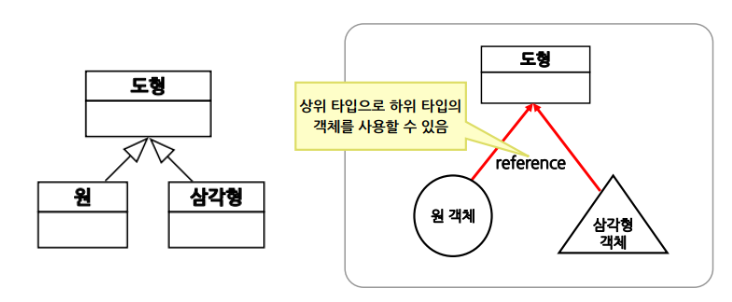 도형
원
삼각형
도형
상위 타입으로 하위 타입의
객체를 사용할 수 있음
reference
원 객체
삼각형
객체